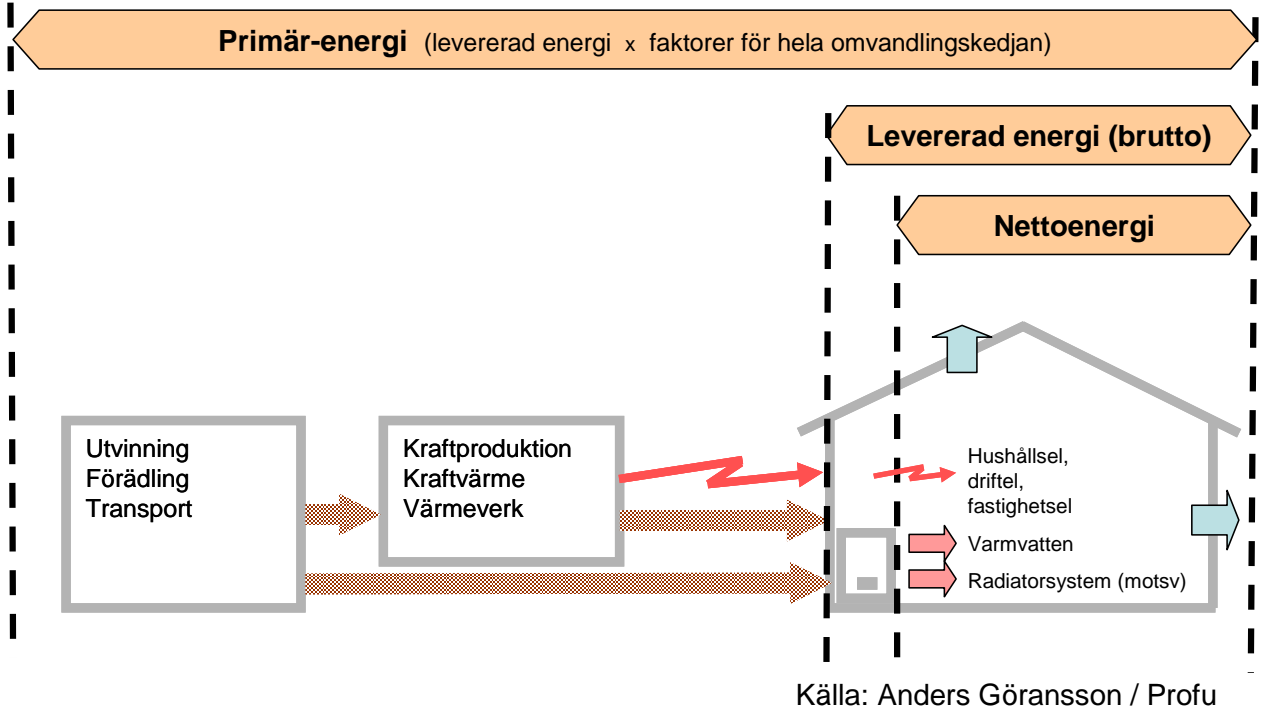 Primär-energi (levererad energi x faktorer för hela omvandlingskedjan)
Levererad energi (brutto)
Nettoenergi
Utvinning
Förädling
Transport
Kraftproduktion
Kraftvärme
Värmeverk
Hushållsel,
driftel,
fastighetsel
Varmvatten
Radiatorsystem (motsv)
Källa: Anders Göransson / Profu